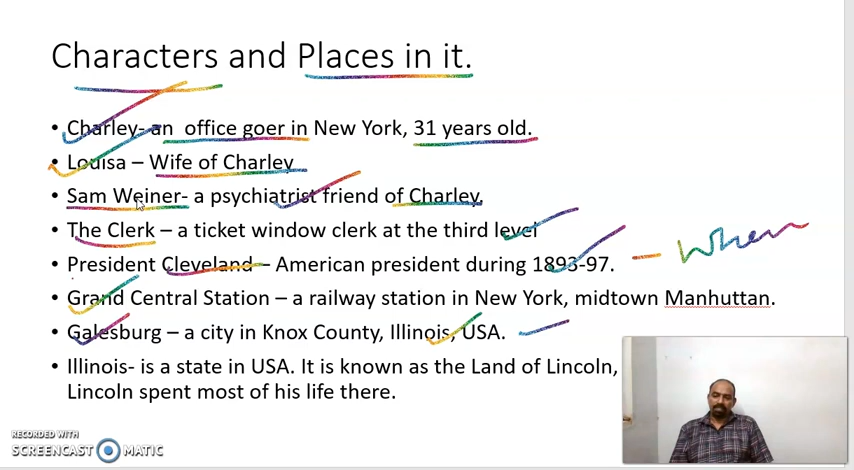 Characters and Places in it.
• Charley- an office goer in New York, 31 years old.
• Louisa – Wife of Charley
• Sam Weiner- a psychiatrist friend of Charley.
• The Clerk – a ticket window clerk at the third level
• President Cleveland – American president during 1893-97. – When
• Grand Central Station – a railway station in New York, midtown Manhuttan.
• Galesburg – a city in Knox County, Illinois, USA.
• Illinois- is a state in USA. It is known as the Land of Lincoln,
Lincoln spent most of his life there.
RECORDED WITH
SCREENCAST MATIC